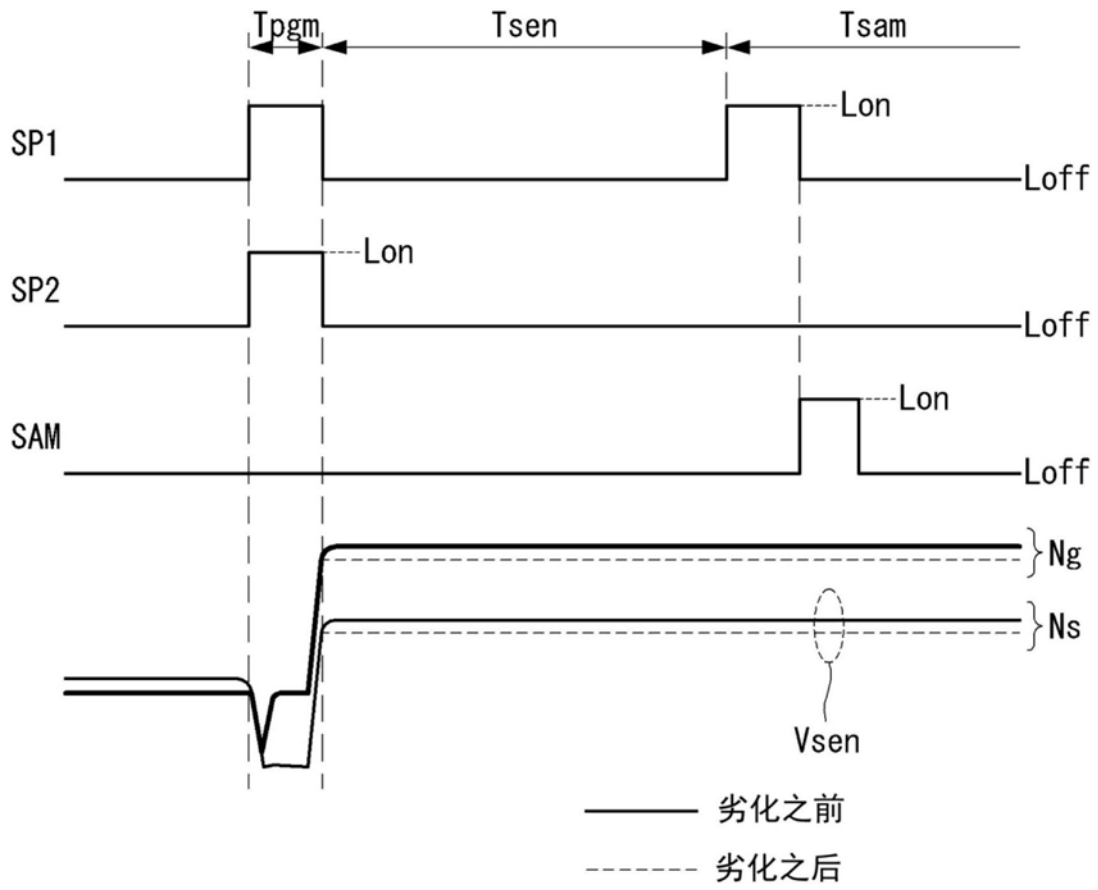 Tpgm Tsen Tsam
Lon
SP1
Loff
Lon
SP2
Loff
Lon
SAM
Loff
Ng
Ns
Vsen
劣化之前
劣化之后